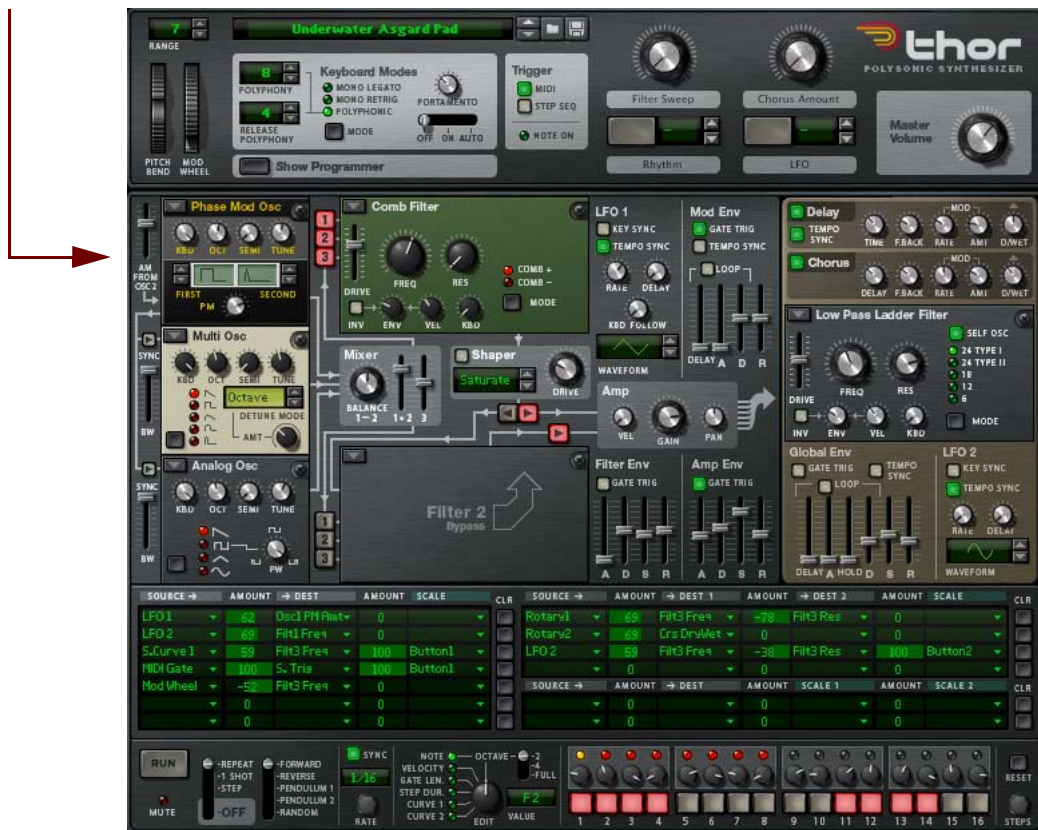 7
RANGE
PITCH BEND
MOD WHEEL
Underwater Asgard Pad
8
POLYPHONY
4
RELEASE POLYPHONY
Keyboard Modes
MONO LEGATO
MONO RETRIG
POLYPHONIC
MODE
PORTAMENTO
OFF ON AUTO
Trigger
MIDI
STEP SEQ
NOTE ON
Show Programmer
Filter Sweep
Chorus Amount
Rhythm
LFO
thor
POLYSONIC SYNTHESIZER
Master Volume
AM FROM OSC 2
SYNC
BW
SYNC
BW
Phase Mod Osc
KBD OCT SEMI TUNE
FIRST SECOND
PM
Multi Osc
KBD OCT SEMI TUNE
Octave
DETUNE MODE
AMT
Analog Osc
KBD OCT SEMI TUNE
PW
1
2
3
Comb Filter
DRIVE
FREQ
RES
COMB +
COMB –
MODE
INV ENV VEL KBD
Mixer
BALANCE
1 – 2 1+2 3
Shaper
Saturate
DRIVE
1
2
3
Filter 2
Bypass
LFO 1
KEY SYNC
TEMPO SYNC
RATE DELAY
KBD FOLLOW
WAVEFORM
Mod Env
GATE TRIG
TEMPO SYNC
LOOP
DELAY A D R
Amp
VEL GAIN PAN
Filter Env
GATE TRIG
A D S R
Amp Env
GATE TRIG
A D S R
Delay
TEMPO SYNC
MOD
TIME F.BACK RATE AMT D/WET
Chorus
MOD
DELAY F.BACK RATE AMT D/WET
Low Pass Ladder Filter
DRIVE
FREQ
RES
SELF OSC
24 TYPE I
24 TYPE II
18
12
6
MODE
INV ENV VEL KBD
Global Env
GATE TRIG
TEMPO SYNC
LOOP
DELAY A HOLD D S R
LFO 2
KEY SYNC
TEMPO SYNC
RATE DELAY
WAVEFORM
SOURCE → AMOUNT → DEST AMOUNT SCALE CLR
LFO 1 62 Osc1 PM Amt 0
LFO 2 69 Filt1 Freq 0
S.Curve 1 59 Filt3 Freq 100 Button1
MIDI Gate 100 S. Trig 100 Button1
Mod Wheel -52 Filt3 Freq 0
0 0
0 0
SOURCE → AMOUNT → DEST 1 AMOUNT → DEST 2 AMOUNT SCALE CLR
Rotary1 69 Filt3 Freq -78 Filt3 Res 0
Rotary2 69 Crs DryWet 0 0
LFO 2 59 Filt3 Freq -38 Filt3 Res 100 Button2
0 0 0
SOURCE → AMOUNT → DEST AMOUNT SCALE 1 AMOUNT SCALE 2 CLR
0 0 0
0 0 0
RUN
MUTE
-REPEAT
-1 SHOT
-STEP
-OFF
-FORWARD
-REVERSE
-PENDULUM 1
-PENDULUM 2
-RANDOM
SYNC
1/16
RATE
NOTE
VELOCITY
GATE LEN.
STEP DUR.
CURVE 1
CURVE 2
EDIT
OCTAVE
-2
-4
-FULL
F 2
VALUE
1 2 3 4 5 6 7 8 9 10 11 12 13 14 15 16
RESET
STEPS